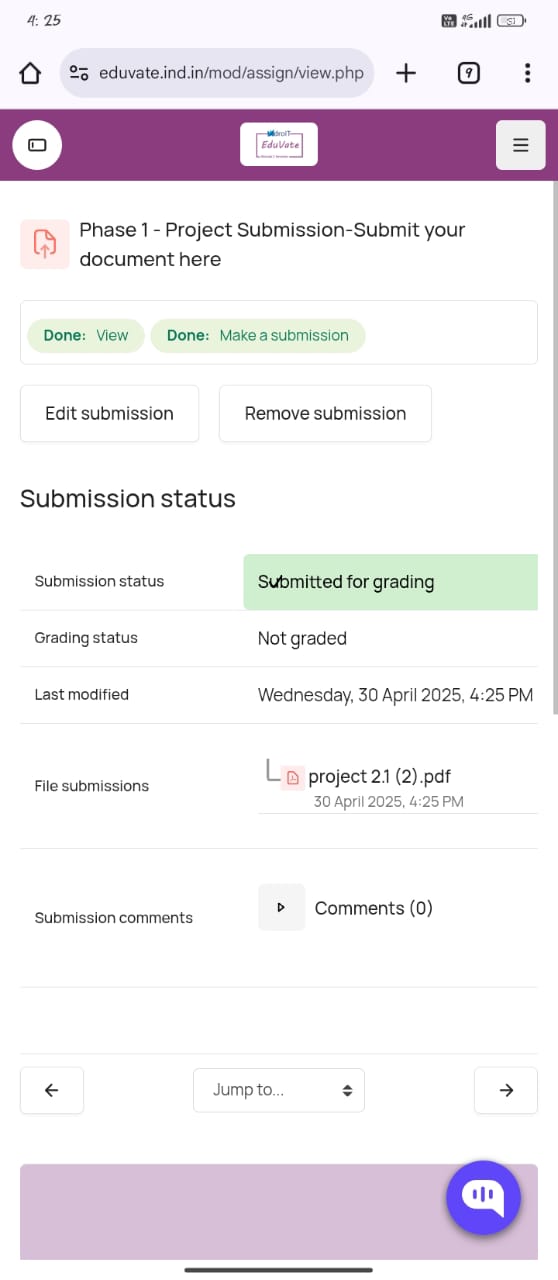 4:25
eduvate.ind.in/mod/assign/view.php
9
EduVate
Phase 1 - Project Submission-Submit your
document here
Done: View Done: Make a submission
Edit submission Remove submission
Submission status
Submission status Submitted for grading
Grading status Not graded
Last modified Wednesday, 30 April 2025, 4:25 PM
File submissions project 2.1 (2).pdf
30 April 2025, 4:25 PM
Submission comments Comments (0)
Jump to...